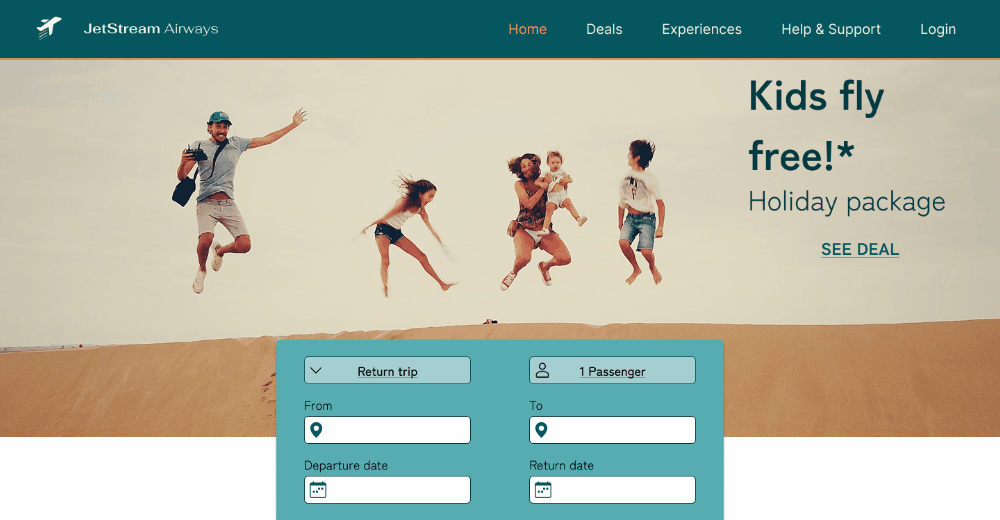 JetStream Airways
Home Deals Experiences Help & Support Login
Kids fly
free!*
Holiday package
SEE DEAL
Return trip 1 Passenger
From To
Departure date Return date